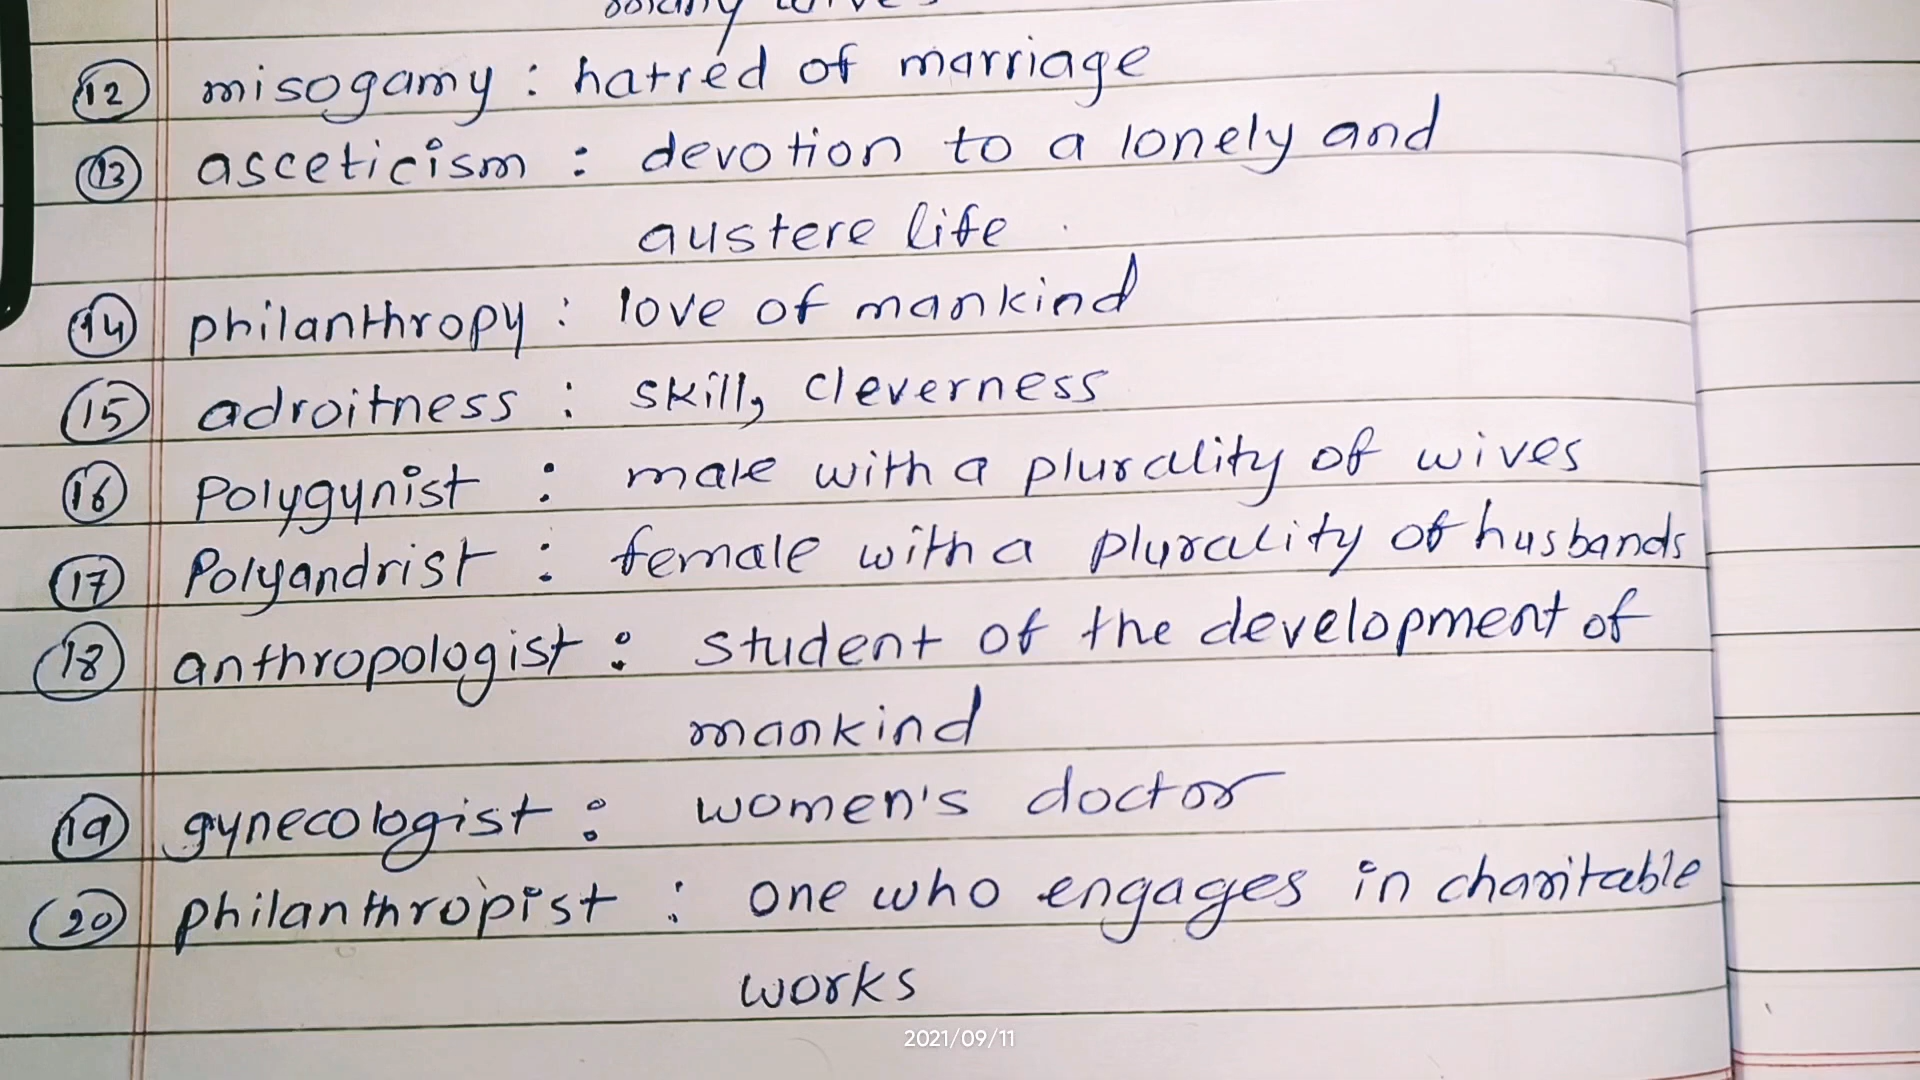 12 misogamy : hatred of marriage
13 asceticism : devotion to a lonely and
austere life
14 philanthropy : love of mankind
15 adroitness : skill, cleverness
16 Polygynist : male with a plurality of wives
17 Polyandrist : female with a plurality of husbands
18 anthropologist : student of the development of
mankind
19 gynecologist : women's doctor
20 philanthropist : one who engages in charitable
works
2021/09/11